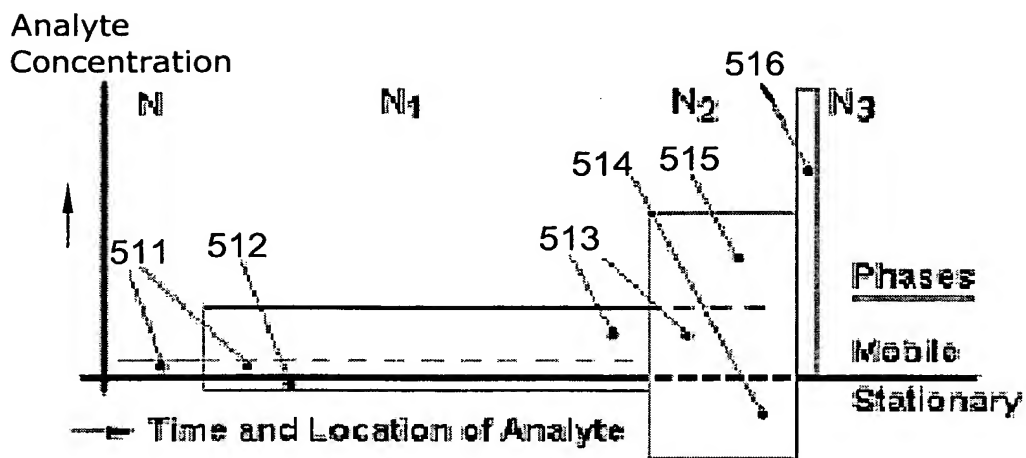 Analyte
Concentration
516
N
N1
N2
N3
514
515
511
512
513
Phases
Mobile
Stationary
Time and Location of Analyte